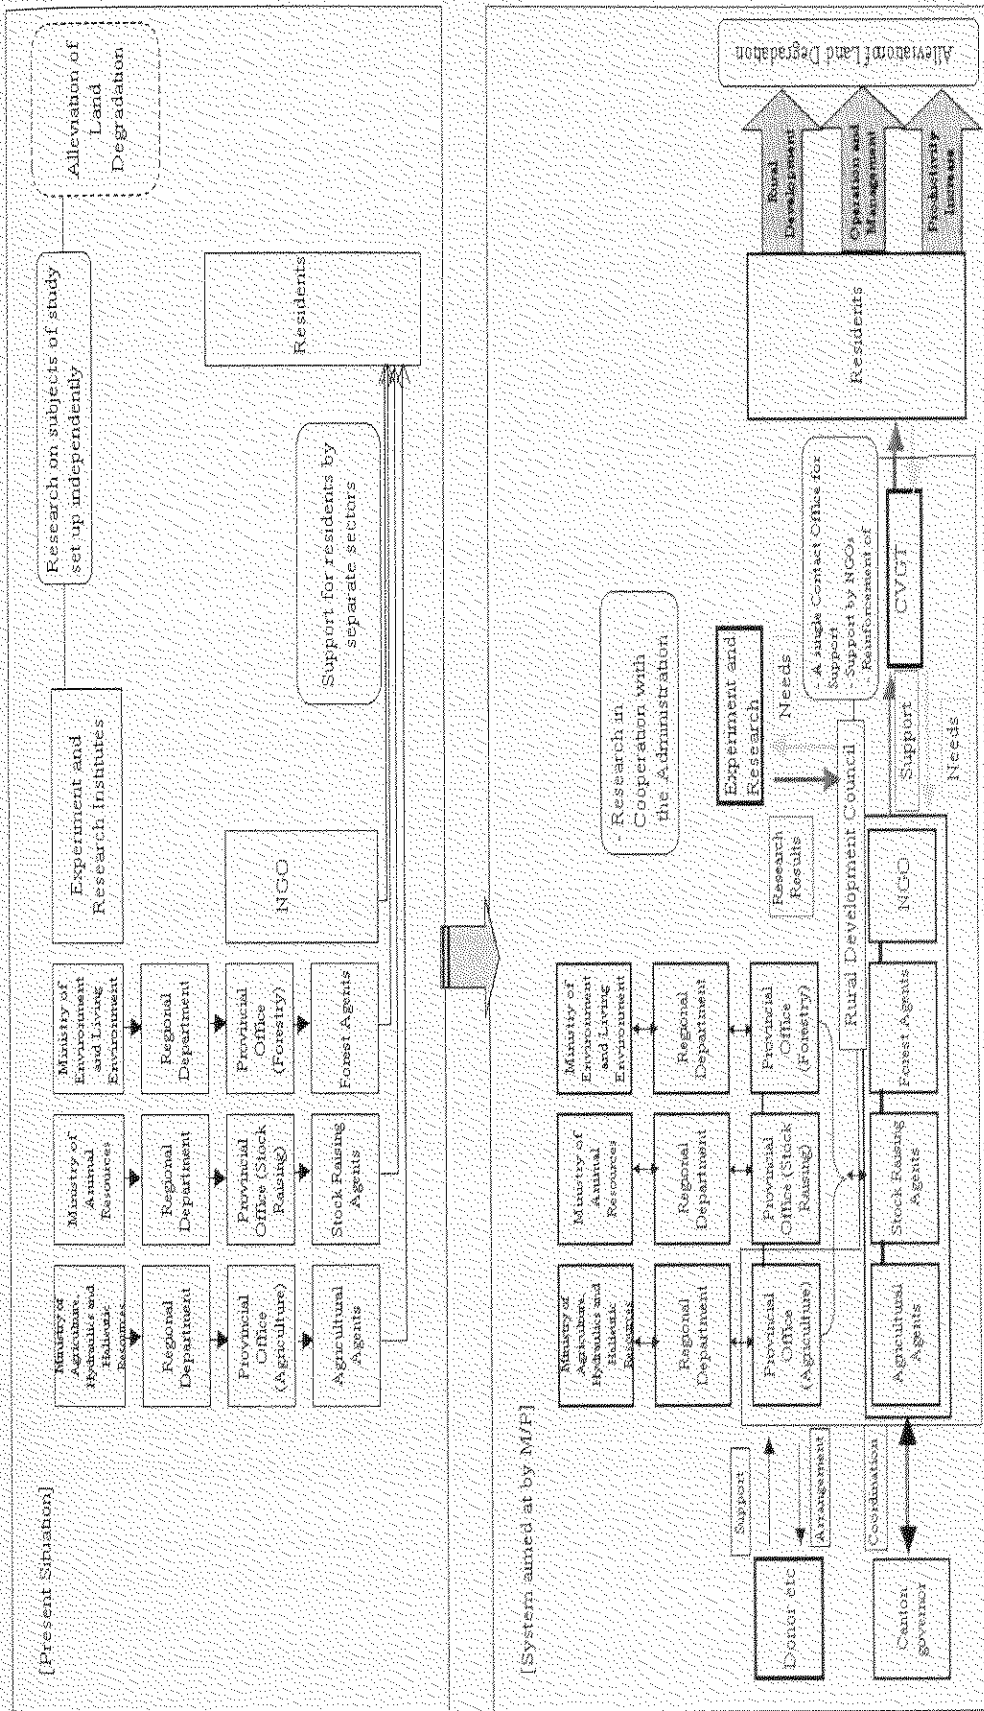 [Present Situation]
Ministry of
Agriculture,
Hydraulics and
Halieutic
Resources
Regional
Department
Provincial
Office
(Agriculture)
Agricultural
Agents
Ministry of
Animal
Resources
Regional
Department
Provincial
Office (Stock
Raising)
Stock Raising
Agents
Ministry of
Environment
and Living
Environment
Regional
Department
Provincial
Office
(Forestry)
Forest Agents
Experiment and
Research Institutes
NGO
Research on subjects of study
set up independently
Support for residents by
separate sectors
Alleviation of
Land
Degradation
Residents
[System aimed at by M/P]
Donor etc
Support
Arrangement
Canton
governor
Coordination
Ministry of
Agriculture,
Hydraulics and
Halieutic
Resources
Regional
Department
Provincial
Office
(Agriculture)
Agricultural
Agents
Ministry of
Animal
Resources
Regional
Department
Provincial
Office (Stock
Raising)
Stock Raising
Agents
Ministry of
Environment
and Living
Environment
Regional
Department
Provincial
Office
(Forestry)
Forest Agents
Rural Development Council
NGO
Research
Results
- Research in
Cooperation with
the Administration
Experiment and
Research
Needs
Support
Needs
- A single Contact Office for
Support
- Support by NGOs
- Reinforcement of
CVGT
Residents
Rural
Development
Operation and
Management
Productivity
Increase
Alleviation of Land Degradation